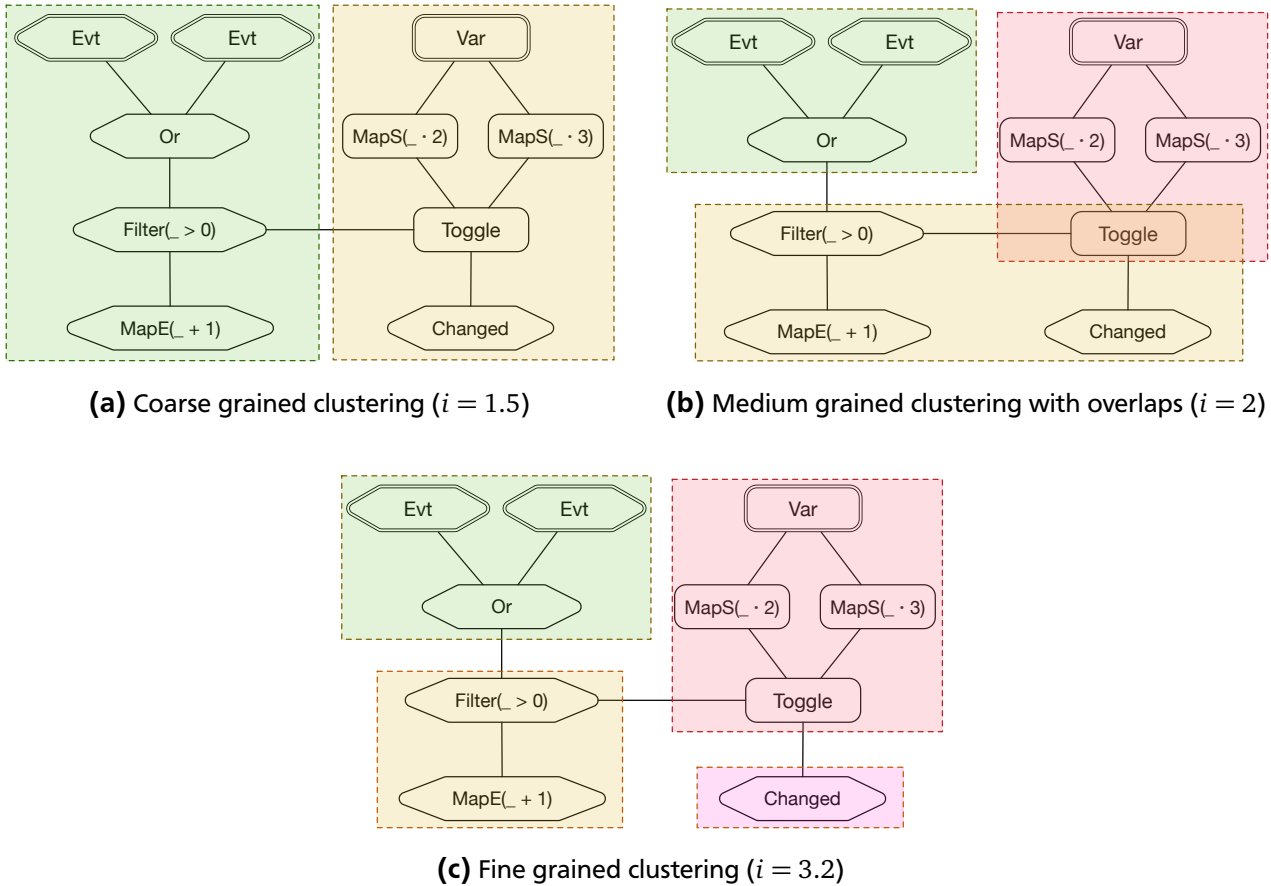 Evt Evt Var
MapS(_ · 2) MapS(_ · 3)
Or
Filter(_ > 0) Toggle
MapE(_ + 1) Changed
(a) Coarse grained clustering (i = 1.5)
Evt Evt Var
MapS(_ · 2) MapS(_ · 3)
Or
Filter(_ > 0) Toggle
MapE(_ + 1) Changed
(b) Medium grained clustering with overlaps (i = 2)
Evt Evt Var
MapS(_ · 2) MapS(_ · 3)
Or
Filter(_ > 0) Toggle
MapE(_ + 1) Changed
(c) Fine grained clustering (i = 3.2)